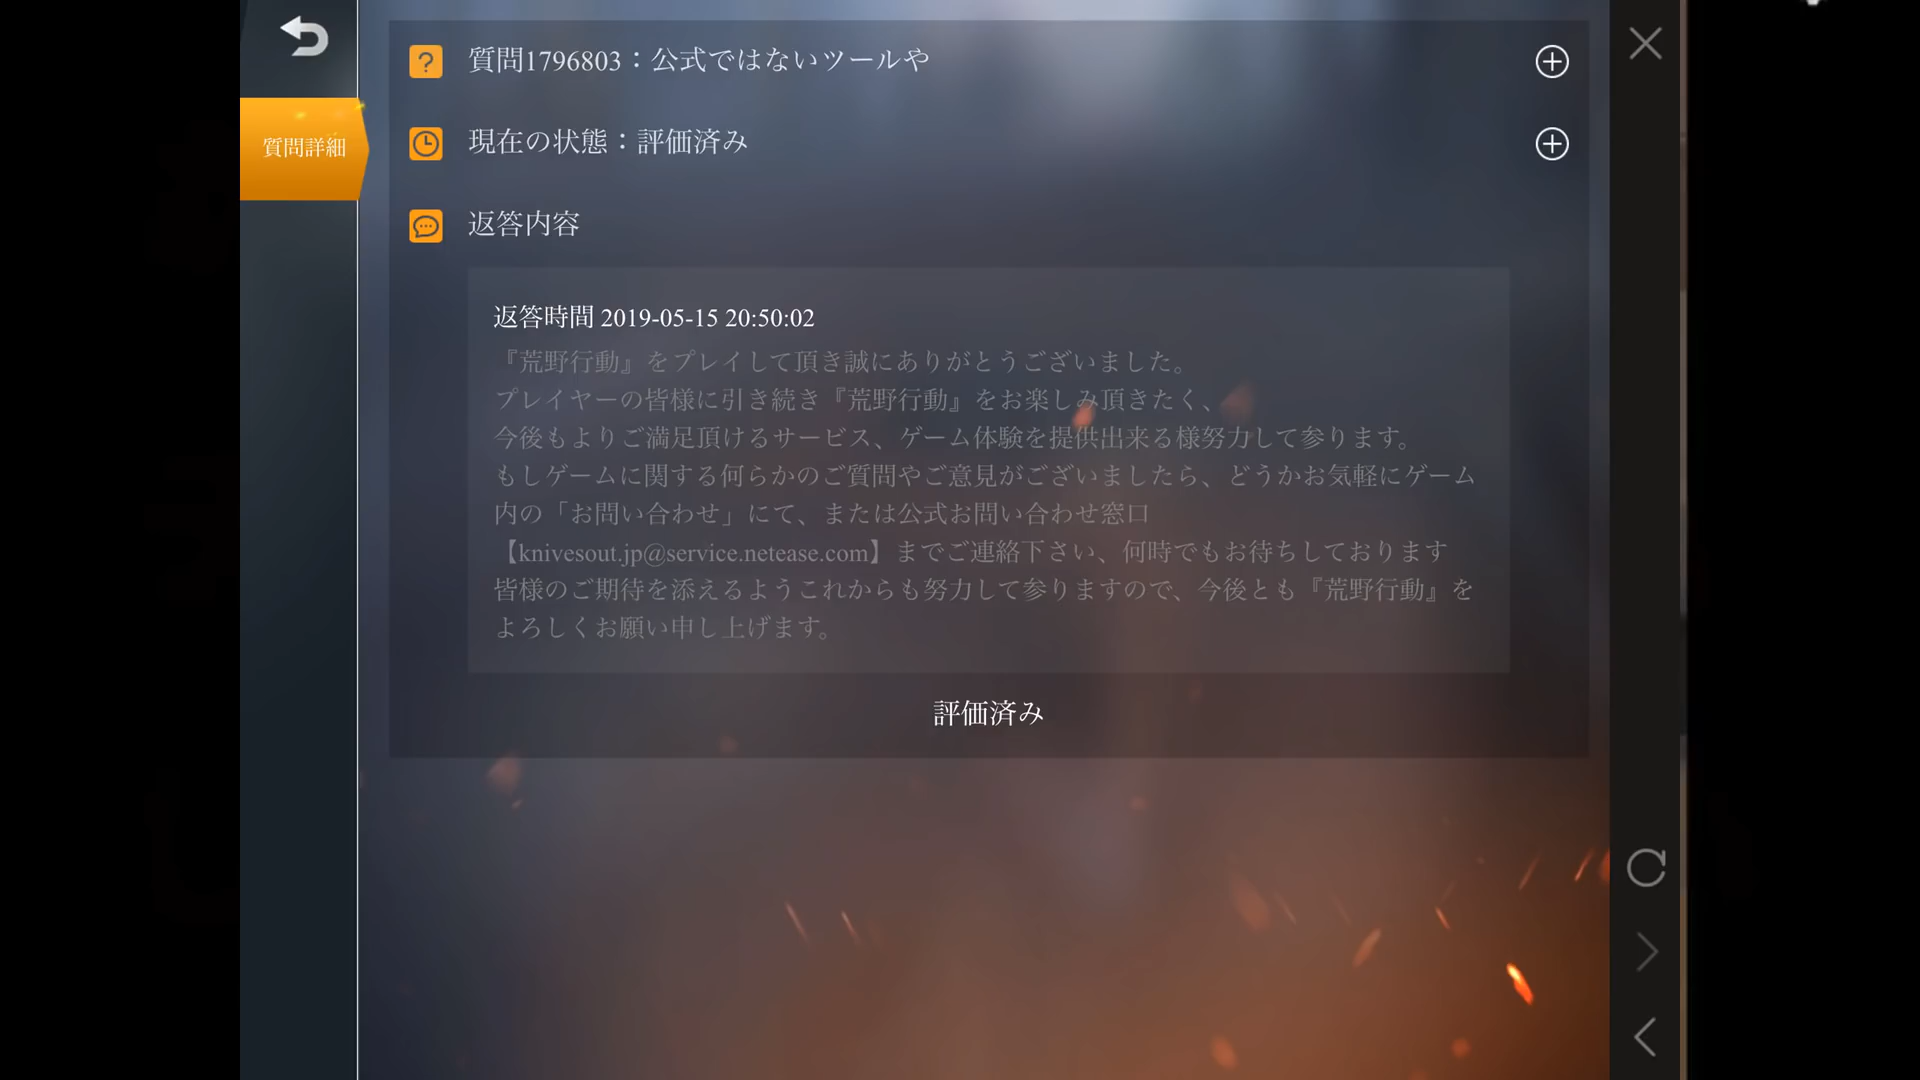 質問1796803：公式ではないツールや
質問詳細
現在の状態：評価済み
返答内容
返答時間 2019-05-15 20:50:02
『荒野行動』をプレイして頂き誠にありがとうございました。
プレイヤーの皆様に引き続き『荒野行動』をお楽しみ頂きたく、
今後もよりご満足頂けるサービス、ゲーム体験を提供出来る様努力して参ります。
もしゲームに関する何らかのご質問やご意見がございましたら、どうかお気軽にゲーム
内の「お問い合わせ」にて、または公式お問い合わせ窓口
【knivesout.jp@service.netease.com】までご連絡下さい、何時でもお待ちしております
皆様のご期待を添えるようこれからも努力して参りますので、今後とも『荒野行動』を
よろしくお願い申し上げます。
評価済み